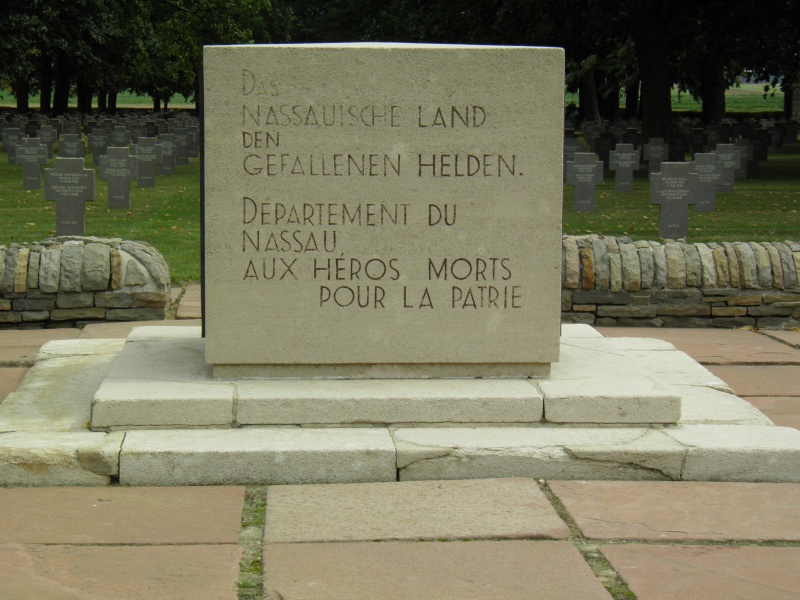 Das
Nassauische Land
den
Gefallenen Helden.
Département du
Nassau
aux Héros Morts
pour la Patrie